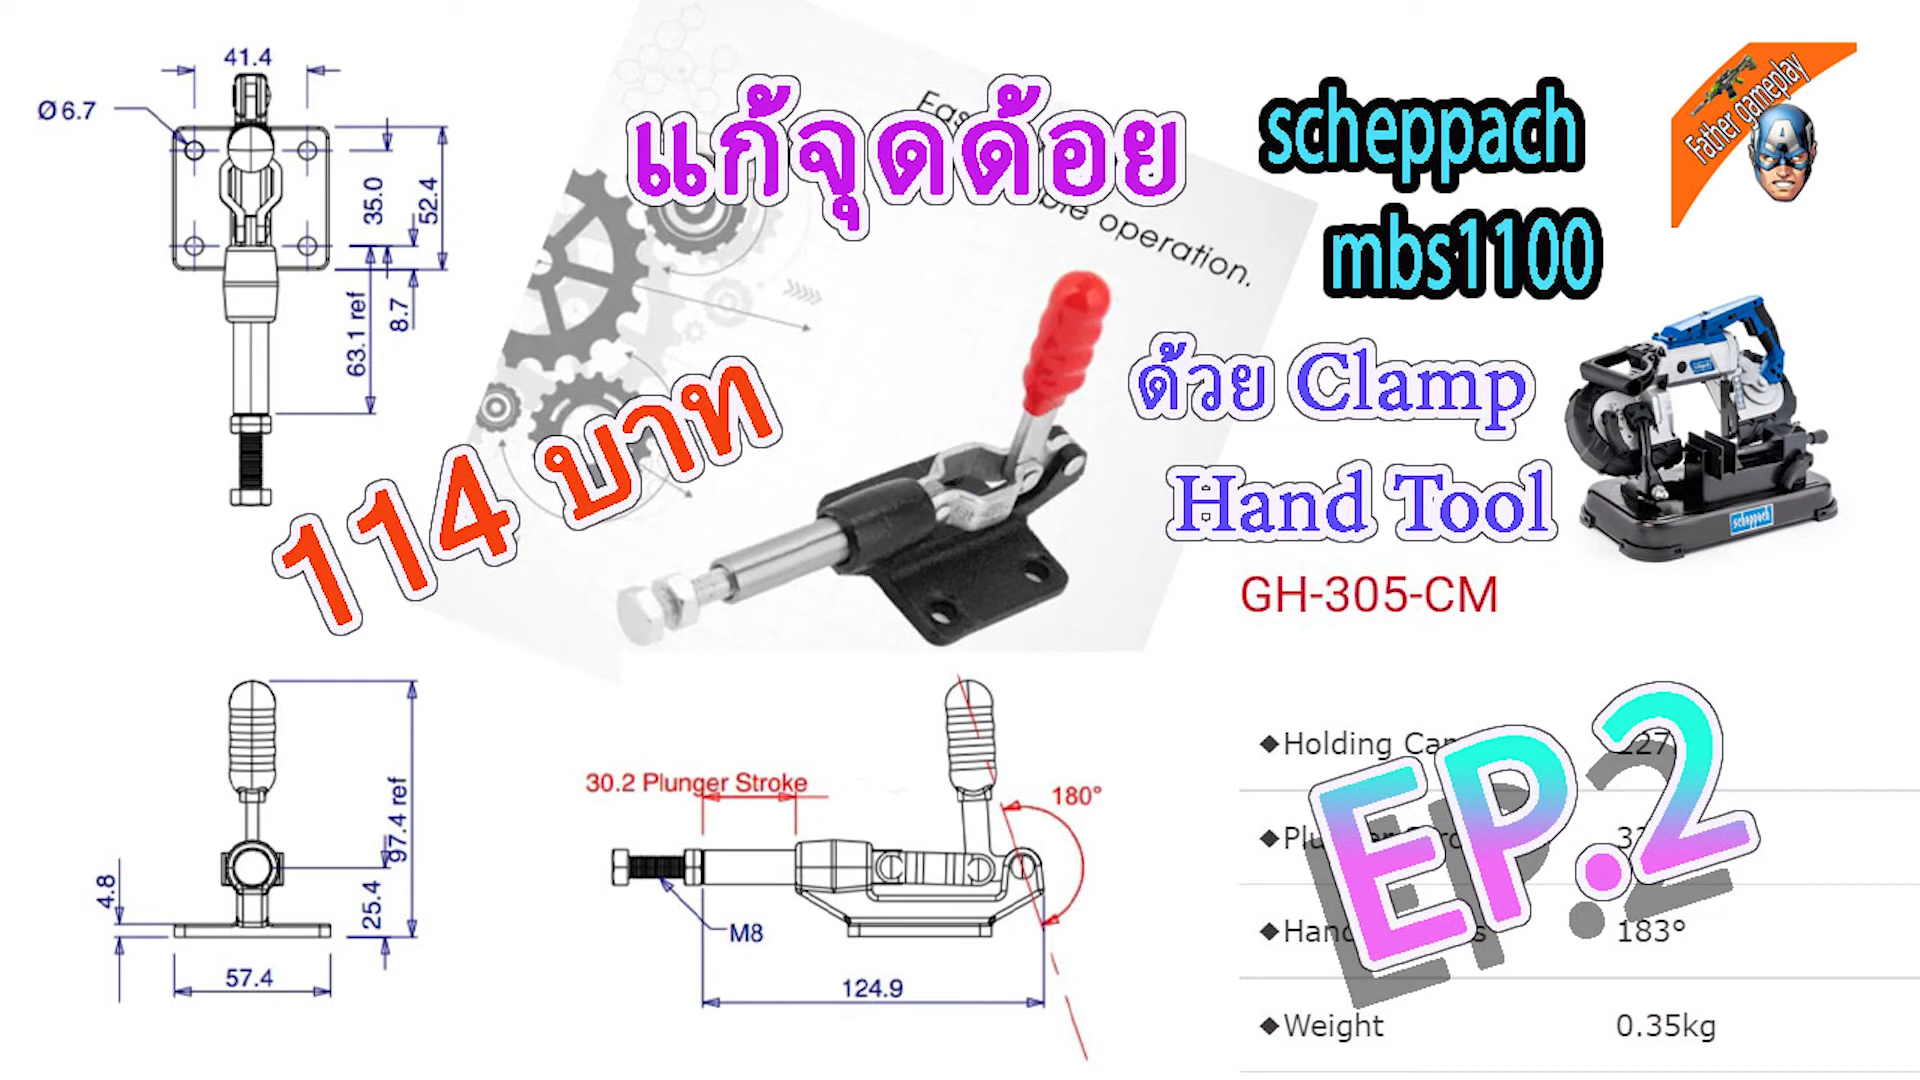 41.4
Ø 6.7
35.0
52.4
63.1 ref
8.7
แก้จุดด้อย
operation.
scheppach
mbs1100
Father gameplay
114 บาท
ด้วย Clamp
Hand Tool
scheppach
GH-305-CM
97.4 ref
4.8
25.4
57.4
30.2 Plunger Stroke
180°
M8
124.9
◆Holding
EP.2
183°
◆Weight 0.35kg